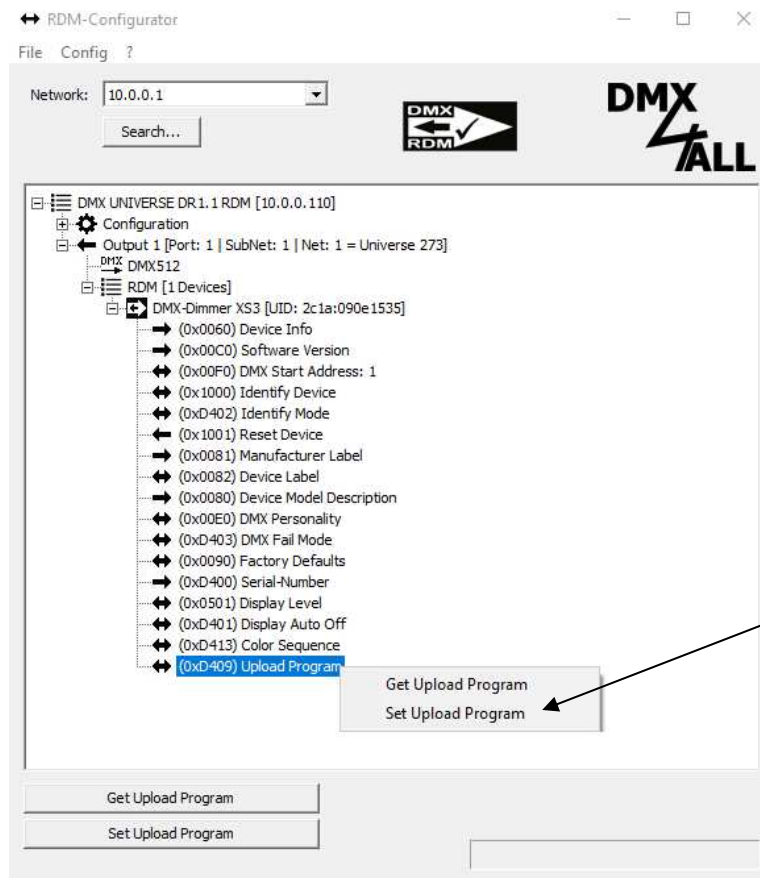 RDM-Configurator
File Config ?
Network: 10.0.0.1
Search...
DMX
RDM
DMX
4
ALL
DMX UNIVERSE DR1.1 RDM [10.0.0.110]
Configuration
Output 1 [Port: 1 | SubNet: 1 | Net: 1 = Universe 273]
DMX DMX512
RDM [1 Devices]
DMX-Dimmer XS3 [UID: 2c1a:090e1535]
(0x0060) Device Info
(0x00C0) Software Version
(0x00F0) DMX Start Address: 1
(0x1000) Identify Device
(0xD402) Identify Mode
(0x1001) Reset Device
(0x0081) Manufacturer Label
(0x0082) Device Label
(0x0080) Device Model Description
(0x00E0) DMX Personality
(0xD403) DMX Fail Mode
(0x0090) Factory Defaults
(0xD400) Serial-Number
(0x0501) Display Level
(0xD401) Display Auto Off
(0xD413) Color Sequence
(0xD409) Upload Program
Get Upload Program
Set Upload Program
Get Upload Program
Set Upload Program